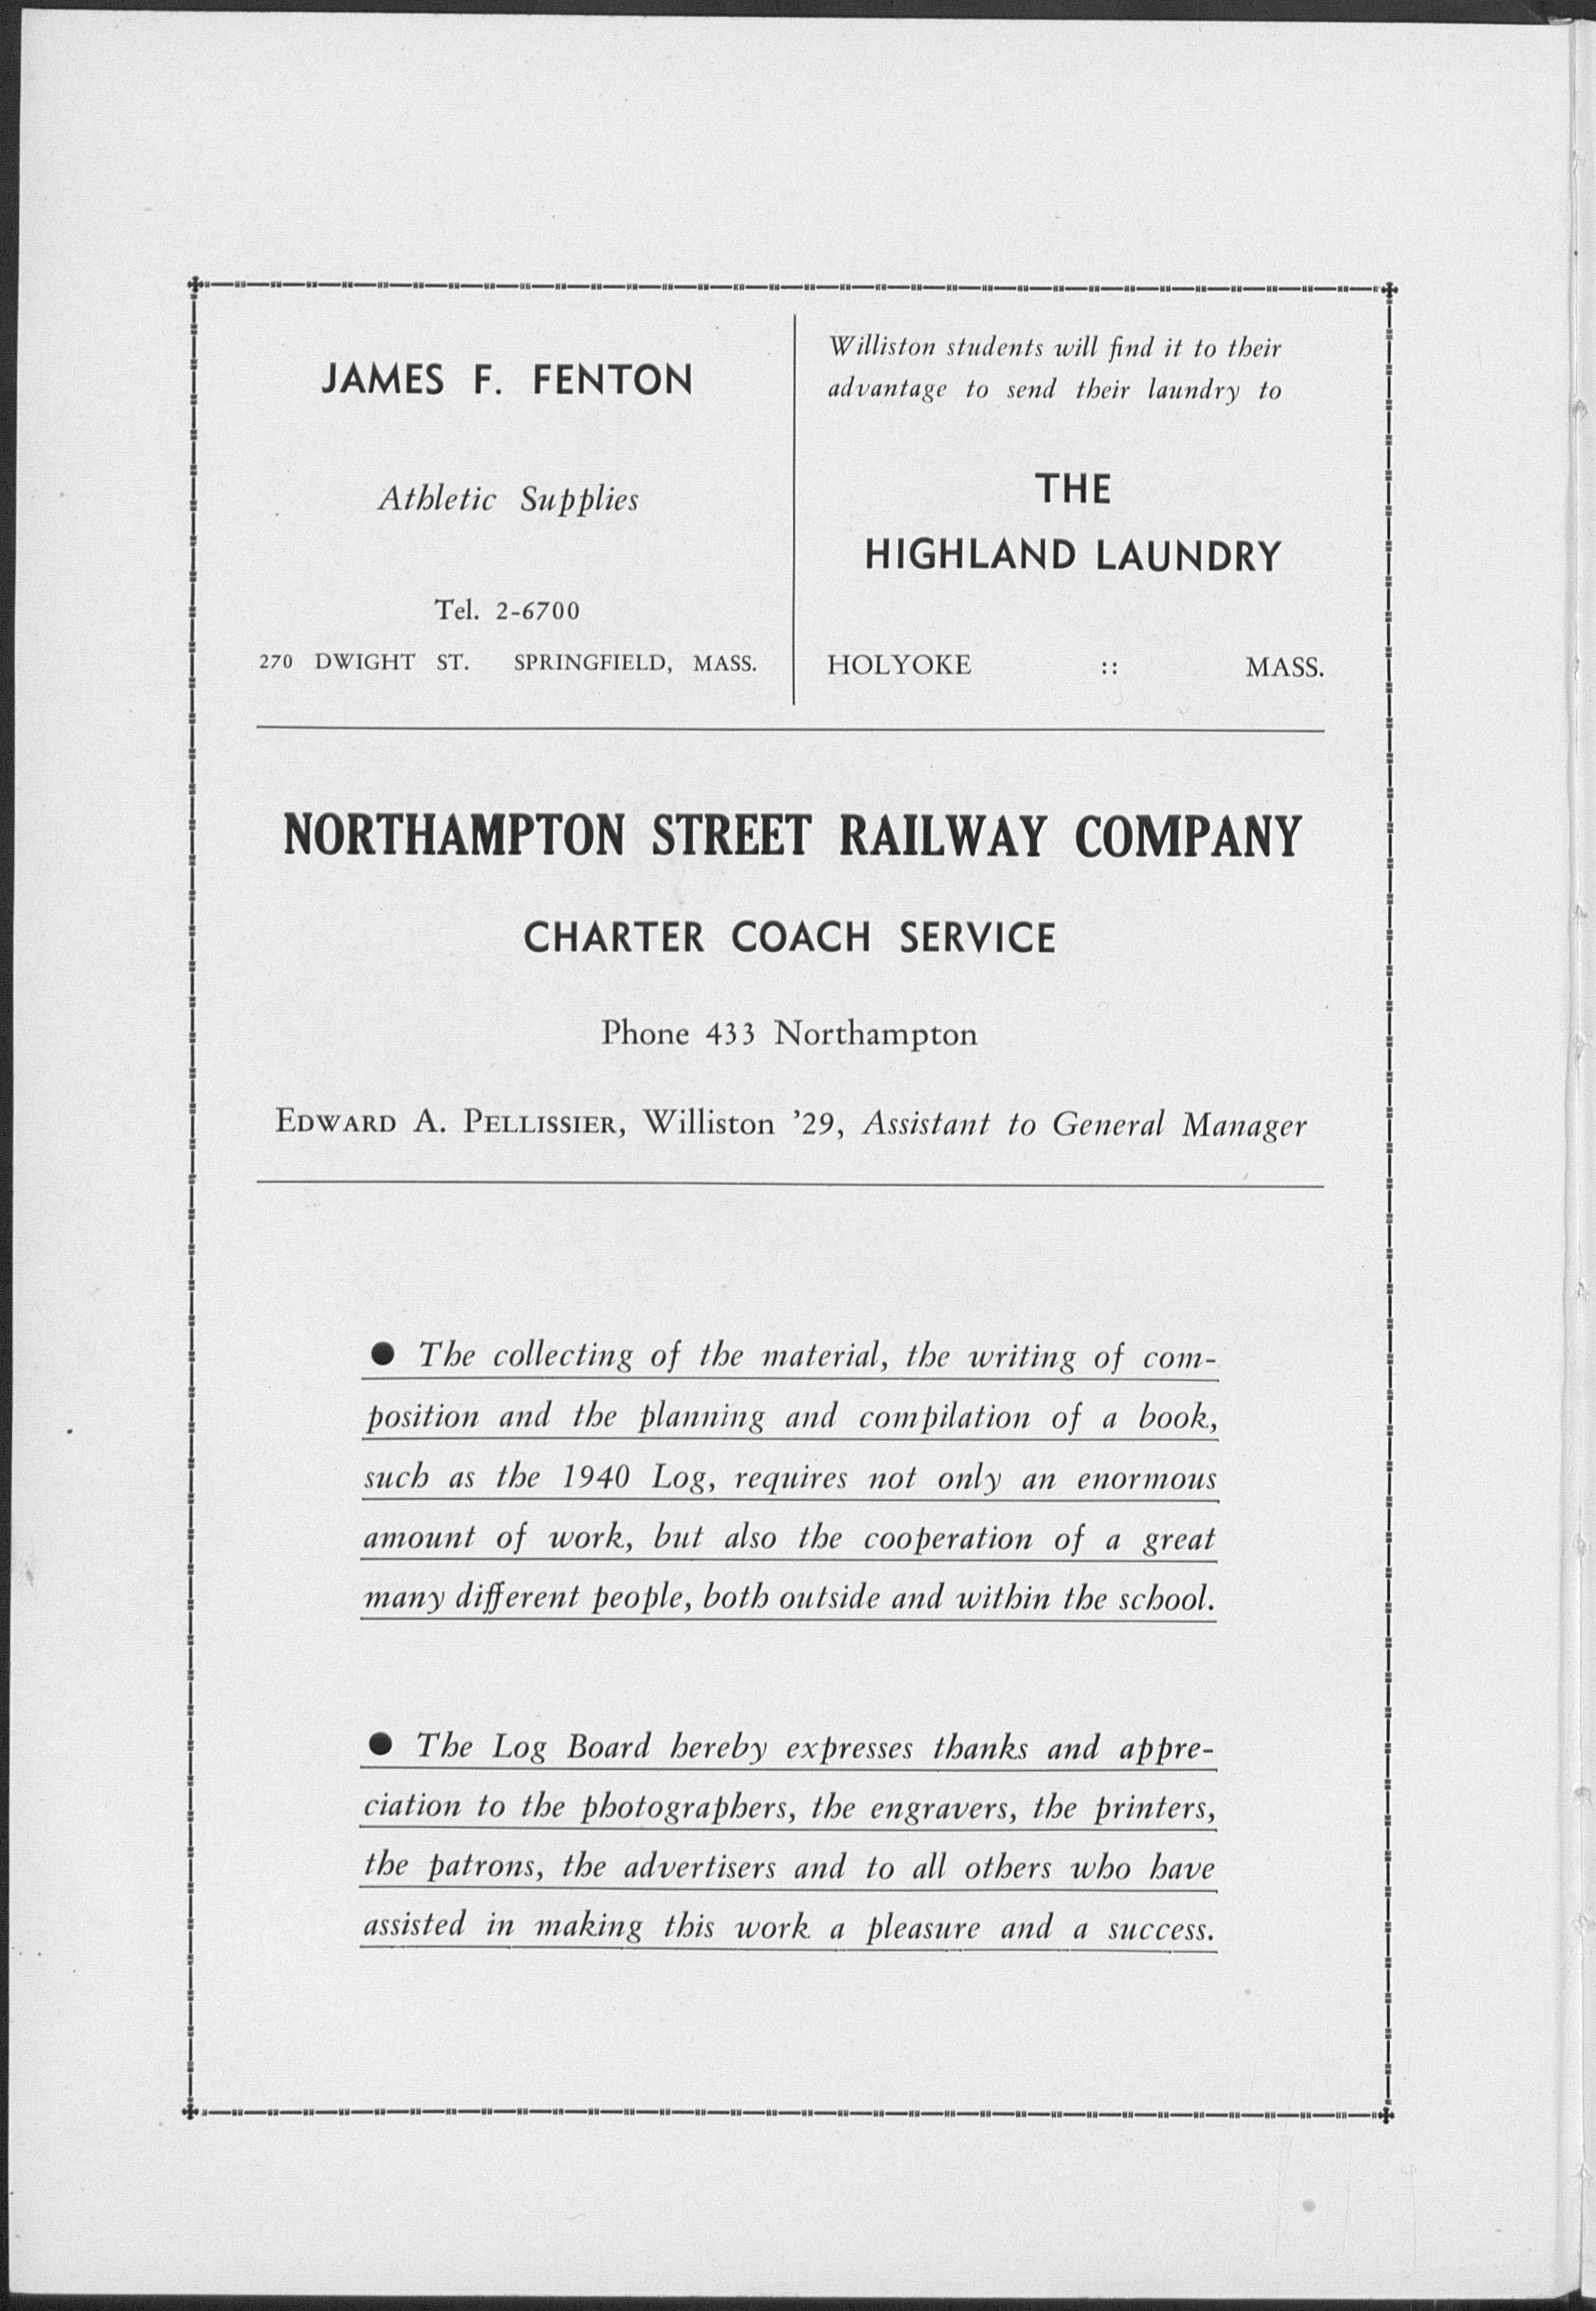 JAMES F. FENTON
Athletic Supplies
Tel. 2-6700
270 DWIGHT ST. SPRINGFIELD, MASS.
Williston students will find it to their
advantage to send their laundry to
THE
HIGHLAND LAUNDRY
HOLYOKE :: MASS.
NORTHAMPTON STREET RAILWAY COMPANY
CHARTER COACH SERVICE
Phone 433 Northampton
EDWARD A. PELLISSIER, Williston '29, Assistant to General Manager
● The collecting of the material, the writing of com-
position and the planning and compilation of a book,
such as the 1940 Log, requires not only an enormous
amount of work, but also the cooperation of a great
many different people, both outside and within the school.
● The Log Board hereby expresses thanks and appre-
ciation to the photographers, the engravers, the printers,
the patrons, the advertisers and to all others who have
assisted in making this work a pleasure and a success.